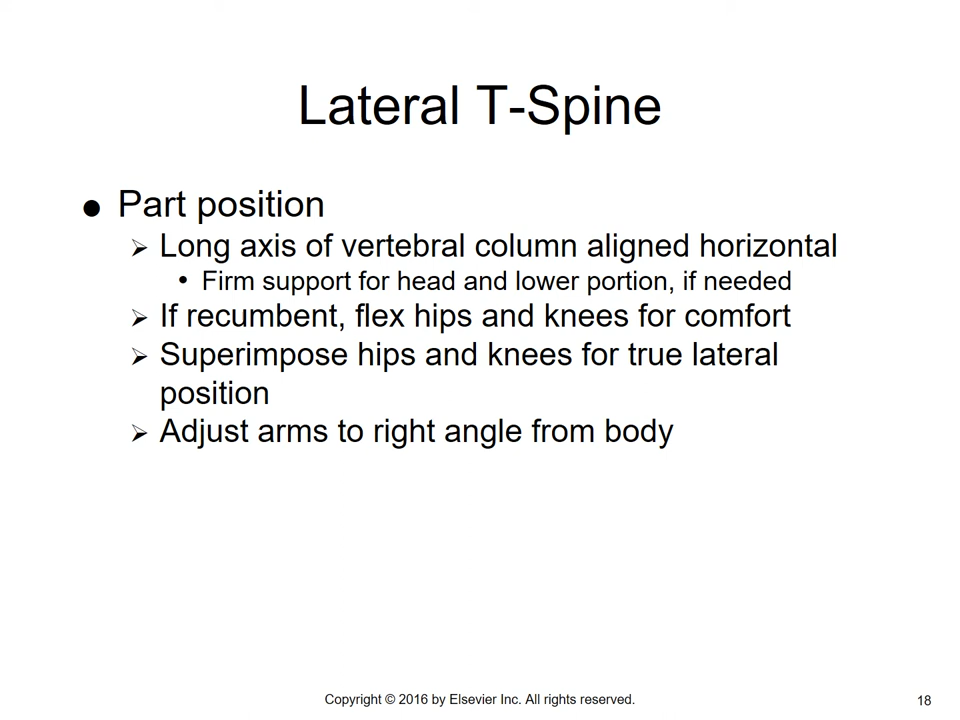 Lateral T-Spine
● Part position
➢ Long axis of vertebral column aligned horizontal
• Firm support for head and lower portion, if needed
➢ If recumbent, flex hips and knees for comfort
➢ Superimpose hips and knees for true lateral
position
➢ Adjust arms to right angle from body
Copyright © 2016 by Elsevier Inc. All rights reserved.
18